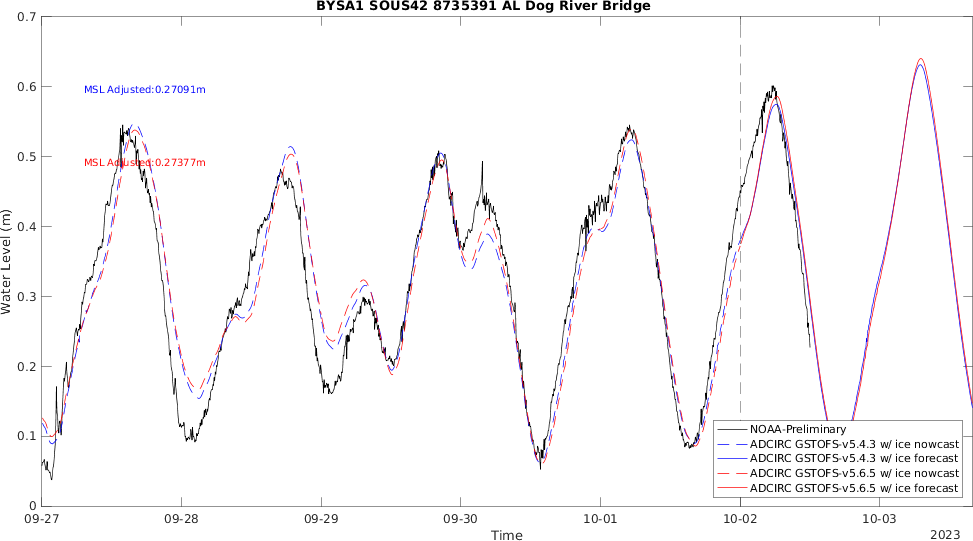 BYSA1 SOUS42 8735391 AL Dog River Bridge
0.7
0.6
0.5
0.4
0.3
0.2
0.1
0
Water Level (m)
MSL Adjusted:0.27091m
MSL Adjusted:0.27377m
NOAA-Preliminary
ADCIRC GSTOFS-v5.4.3 w/ ice nowcast
ADCIRC GSTOFS-v5.4.3 w/ ice forecast
ADCIRC GSTOFS-v5.6.5 w/ ice nowcast
ADCIRC GSTOFS-v5.6.5 w/ ice forecast
09-27 09-28 09-29 09-30 10-01 10-02 10-03
Time
2023